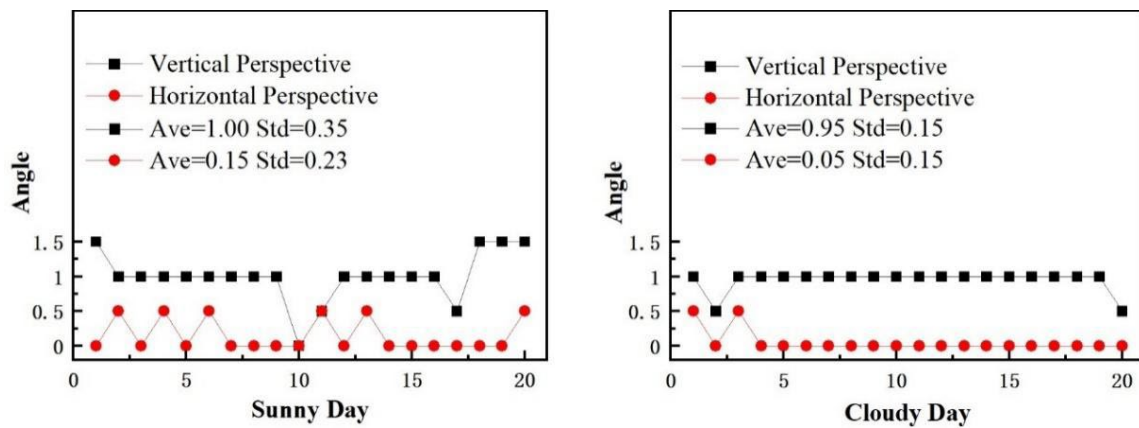 Vertical Perspective
Horizontal Perspective
Ave=1.00 Std=0.35
Ave=0.15 Std=0.23
Angle
1.5
1
0.5
0
0 5 10 15 20
Sunny Day
Vertical Perspective
Horizontal Perspective
Ave=0.95 Std=0.15
Ave=0.05 Std=0.15
Angle
1.5
1
0.5
0
0 5 10 15 20
Cloudy Day